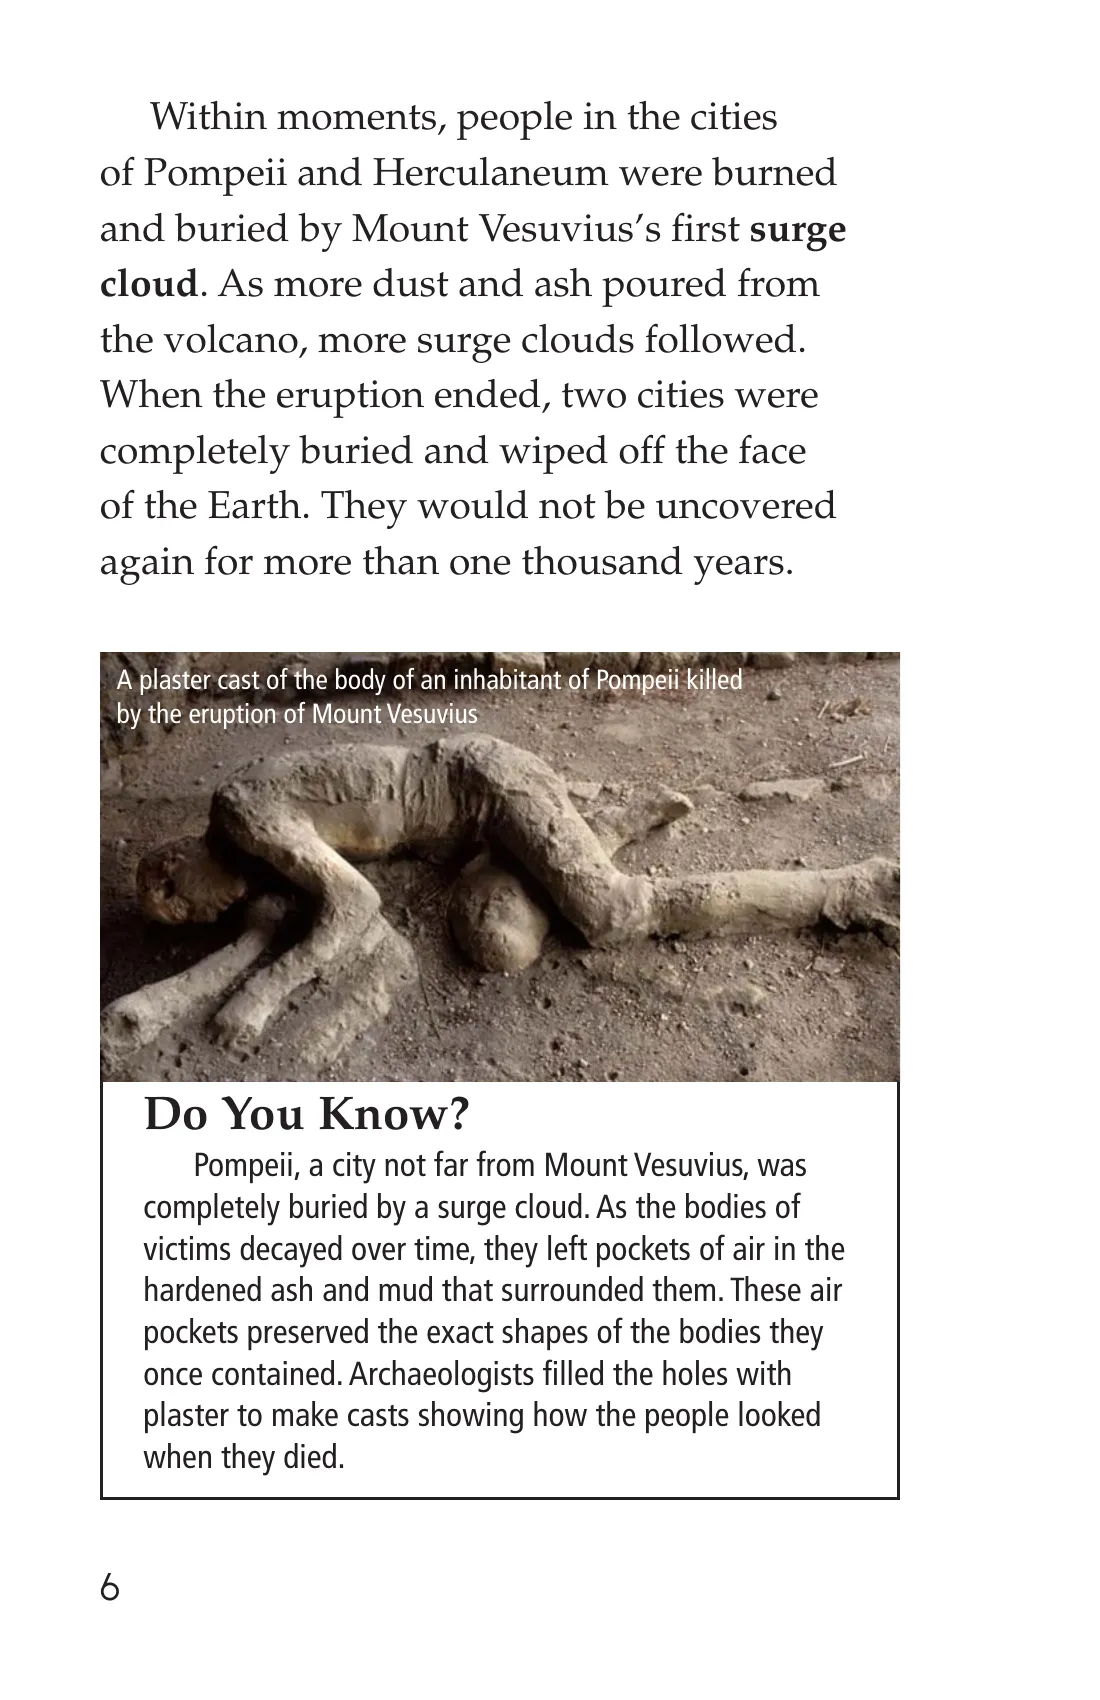 Within moments, people in the cities
of Pompeii and Herculaneum were burned
and buried by Mount Vesuvius’s first surge
cloud. As more dust and ash poured from
the volcano, more surge clouds followed.
When the eruption ended, two cities were
completely buried and wiped off the face
of the Earth. They would not be uncovered
again for more than one thousand years.
A plaster cast of the body of an inhabitant of Pompeii killed
by the eruption of Mount Vesuvius
Do You Know?
Pompeii, a city not far from Mount Vesuvius, was
completely buried by a surge cloud. As the bodies of
victims decayed over time, they left pockets of air in the
hardened ash and mud that surrounded them. These air
pockets preserved the exact shapes of the bodies they
once contained. Archaeologists filled the holes with
plaster to make casts showing how the people looked
when they died.
6